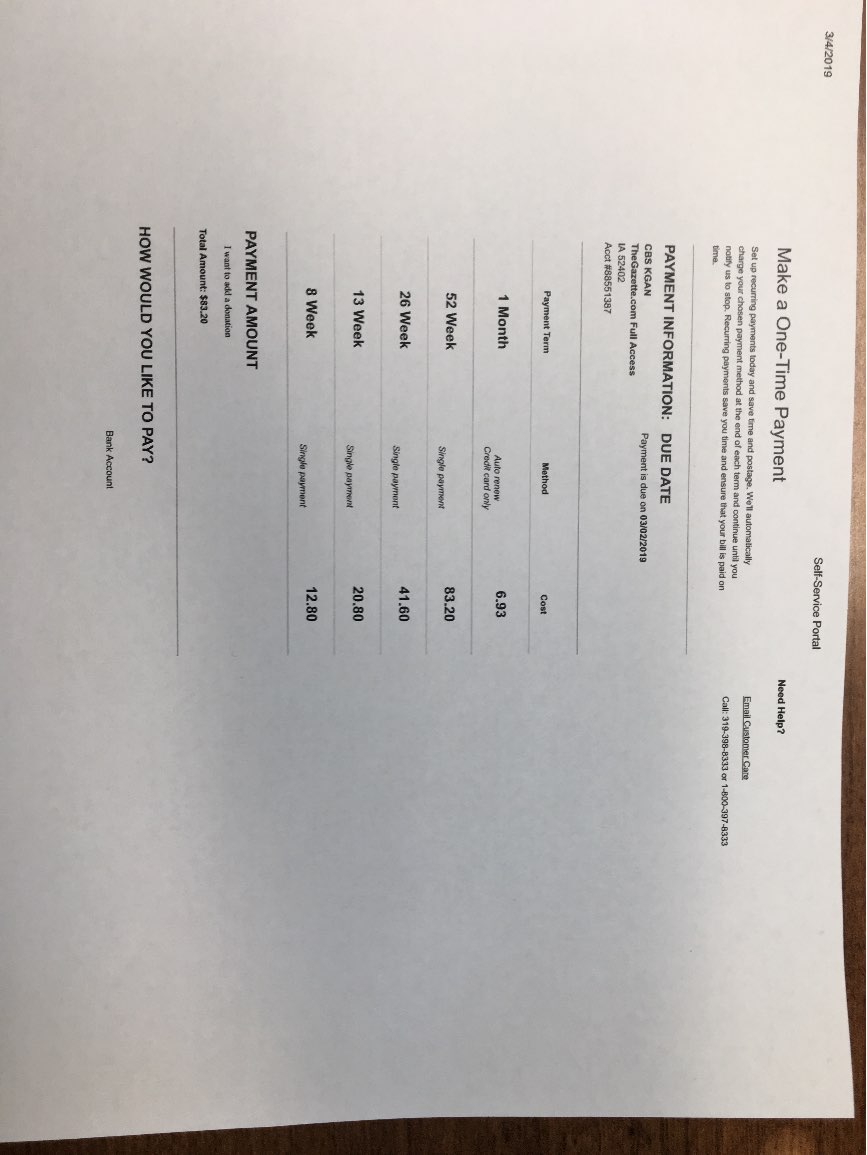 3/4/2019
Self-Service Portal
Make a One-Time Payment
Need Help?
Set up recurring payments today and save time and postage. We'll automatically
charge your chosen payment method at the end of each term and continue until you
notify us to stop. Recurring payments save you time and ensure that your bill is paid on
time.
Email Customer Care
Call: 319-398-8333 or 1-800-397-8333
PAYMENT INFORMATION: DUE DATE
CBS KGAN
Payment is due on 03/02/2019
TheGazette.com Full Access
IA 52402
Acct #88551387
Payment Term Method Cost
1 Month Auto renew 6.93
Credit card only
52 Week Single payment 83.20
26 Week Single payment 41.60
13 Week Single payment 20.80
8 Week Single payment 12.80
PAYMENT AMOUNT
I want to add a donation
Total Amount: $83.20
HOW WOULD YOU LIKE TO PAY?
Bank Account